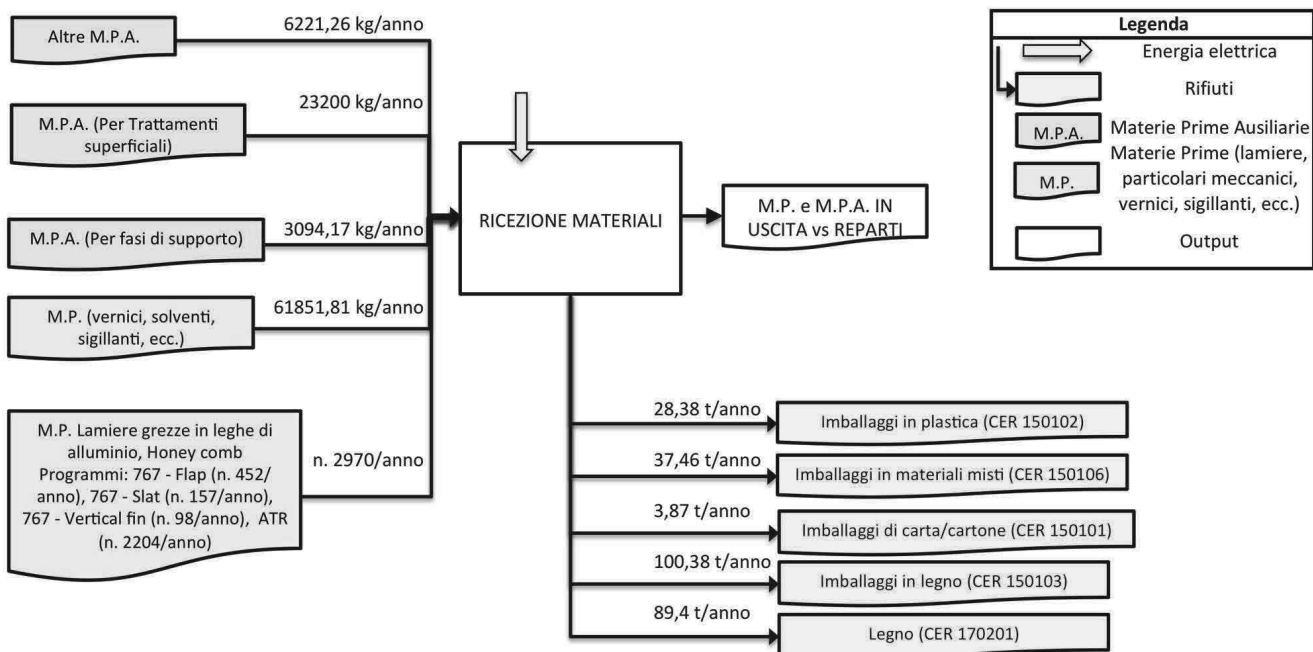 Altre M.P.A.
6221,26 kg/anno
M.P.A. (Per Trattamenti
superficiali)
23200 kg/anno
M.P.A. (Per fasi di supporto)
3094,17 kg/anno
M.P. (vernici, solventi,
sigillanti, ecc.)
61851,81 kg/anno
M.P. Lamiere grezze in leghe di
alluminio, Honey comb
Programmi: 767 - Flap (n. 452/
anno), 767 - Slat (n. 157/anno),
767 - Vertical fin (n. 98/anno), ATR
(n. 2204/anno)
n. 2970/anno
RICEZIONE MATERIALI
M.P. e M.P.A. IN
USCITA vs REPARTI
28,38 t/anno
Imballaggi in plastica (CER 150102)
37,46 t/anno
Imballaggi in materiali misti (CER 150106)
3,87 t/anno
Imballaggi di carta/cartone (CER 150101)
100,38 t/anno
Imballaggi in legno (CER 150103)
89,4 t/anno
Legno (CER 170201)
Legenda
Energia elettrica
Rifiuti
M.P.A.
Materie Prime Ausiliarie
M.P.
Materie Prime (lamiere,
particolari meccanici,
vernici, sigillanti, ecc.)
Output